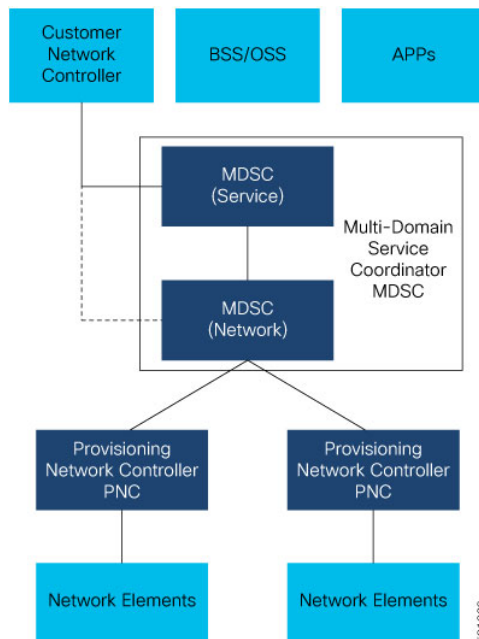 Customer
Network
Controller
BSS/OSS
APPs
MDSC
(Service)
Multi-Domain
Service
Coordinator
MDSC
MDSC
(Network)
Provisioning
Network Controller
PNC
Provisioning
Network Controller
PNC
Network Elements
Network Elements